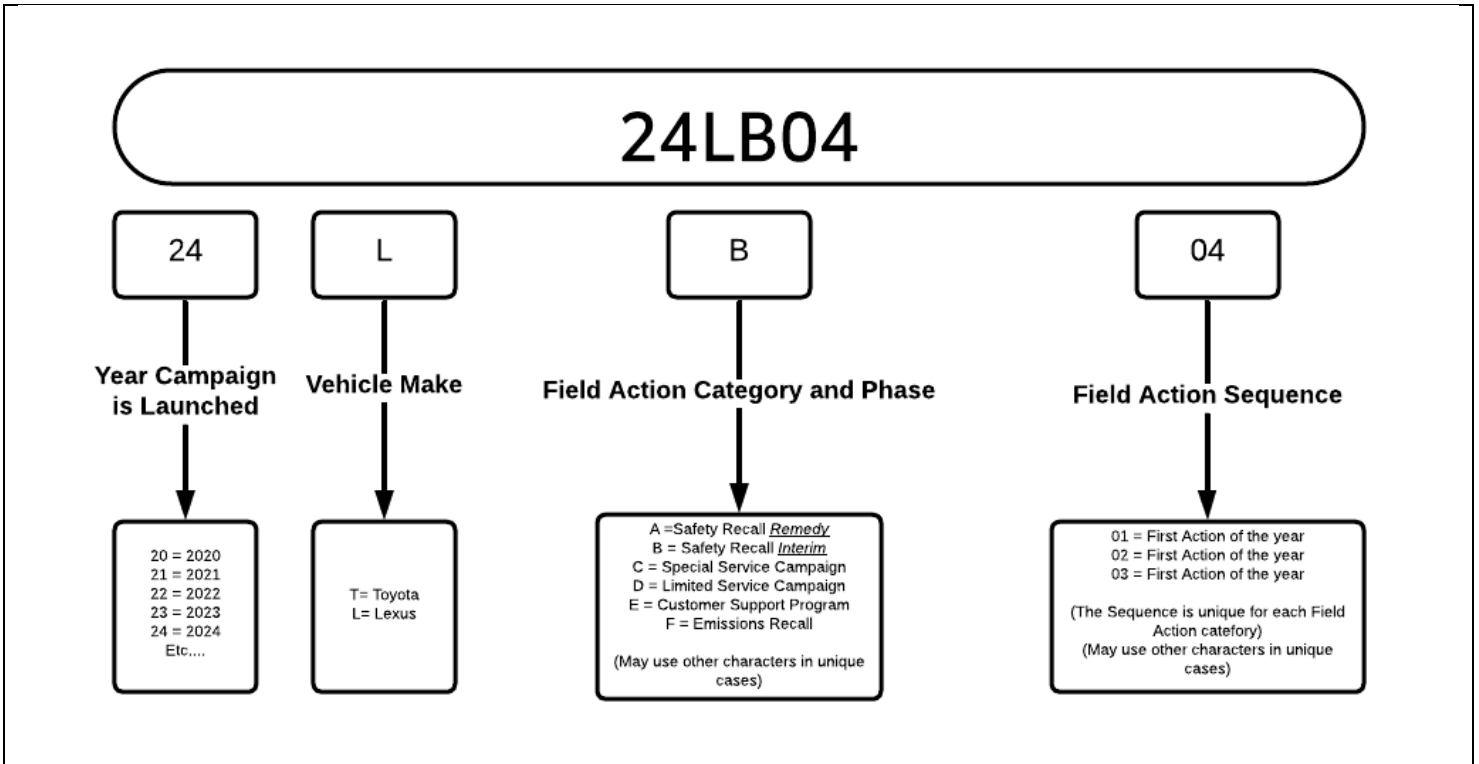 24LB04
24
L
B
04
Year Campaign
is Launched
Vehicle Make
Field Action Category and Phase
Field Action Sequence
20 = 2020
21 = 2021
22 = 2022
23 = 2023
24 = 2024
Etc....
T= Toyota
L= Lexus
A =Safety Recall Remedy
B = Safety Recall Interim
C = Special Service Campaign
D = Limited Service Campaign
E = Customer Support Program
F = Emissions Recall
(May use other characters in unique
cases)
01 = First Action of the year
02 = First Action of the year
03 = First Action of the year
(The Sequence is unique for each Field
Action catefory)
(May use other characters in unique
cases)